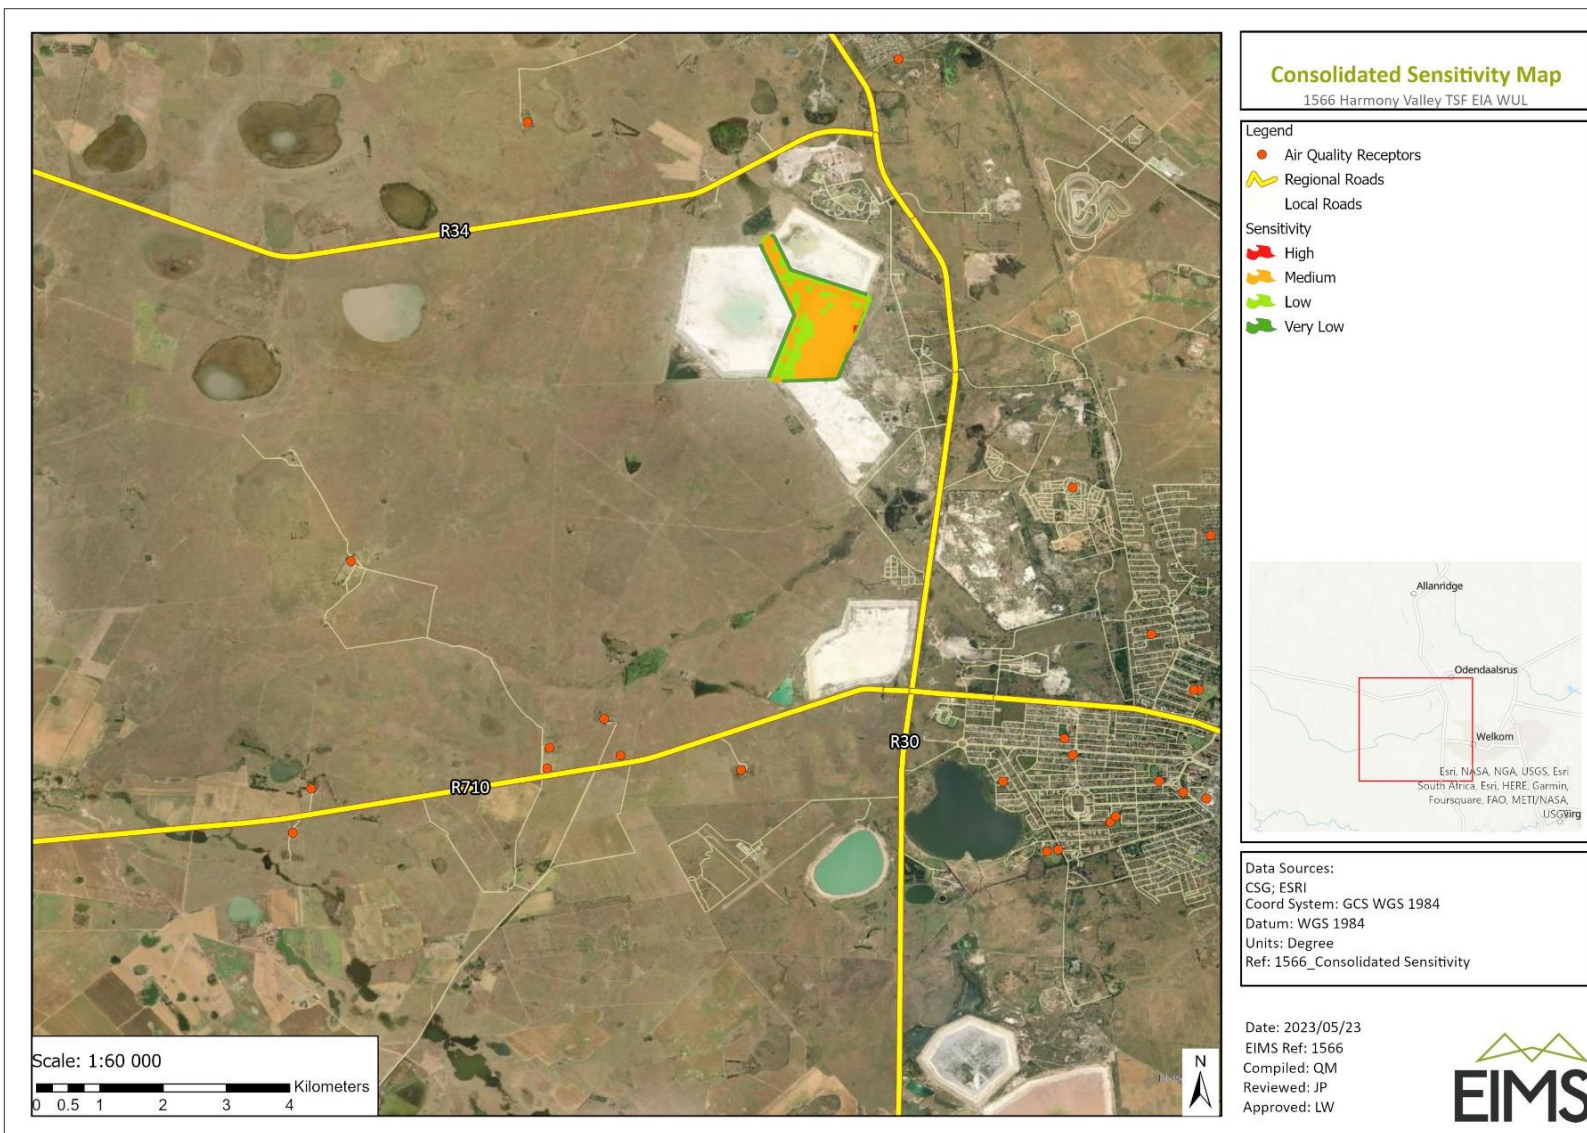 Consolidated Sensitivity Map
1566 Harmony Valley TSF EIA WUL
Legend
Air Quality Receptors
Regional Roads
Local Roads
Sensitivity
High
Medium
Low
Very Low
R34
R710
R30
Allanridge
Odendaalsrus
Welkom
Esri, NASA, NGA, USGS, Esri
South Africa, Esri, HERE, Garmin,
Foursquare, FAO, METI/NASA,
USGS
Virg
Data Sources:
CSG; ESRI
Coord System: GCS WGS 1984
Datum: WGS 1984
Units: Degree
Ref: 1566_Consolidated Sensitivity
Date: 2023/05/23
EIMS Ref: 1566
Compiled: QM
Reviewed: JP
Approved: LW
EIMS
Scale: 1:60 000
Kilometers
0 0.5 1 2 3 4
N